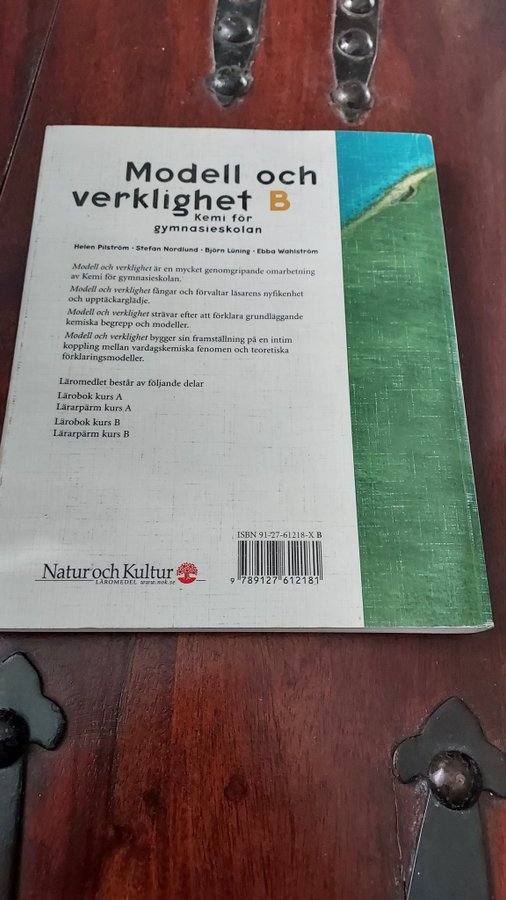 Modell och
verklighet B
Kemi för
gymnasieskolan
Helen Pilström · Stefan Nordlund · Björn Lüning · Ebba Wahlström
Modell och verklighet är en mycket genomgripande omarbetning
av Kemi för gymnasieskolan.
Modell och verklighet fångar och förvaltar läsarens nyfikenhet
och upptäckarglädje.
Modell och verklighet strävar efter att förklara grundläggande
kemiska begrepp och modeller.
Modell och verklighet bygger sin framställning på en intim
koppling mellan vardagskemiska fenomen och teoretiska
förklaringsmodeller.
Läromedlet består av följande delar
Lärobok kurs A
Lärarpärm kurs A
Lärobok kurs B
Lärarpärm kurs B
ISBN 91-27-61218-X B
9 789127 612181
Natur och Kultur
LÄROMEDEL www.nok.se